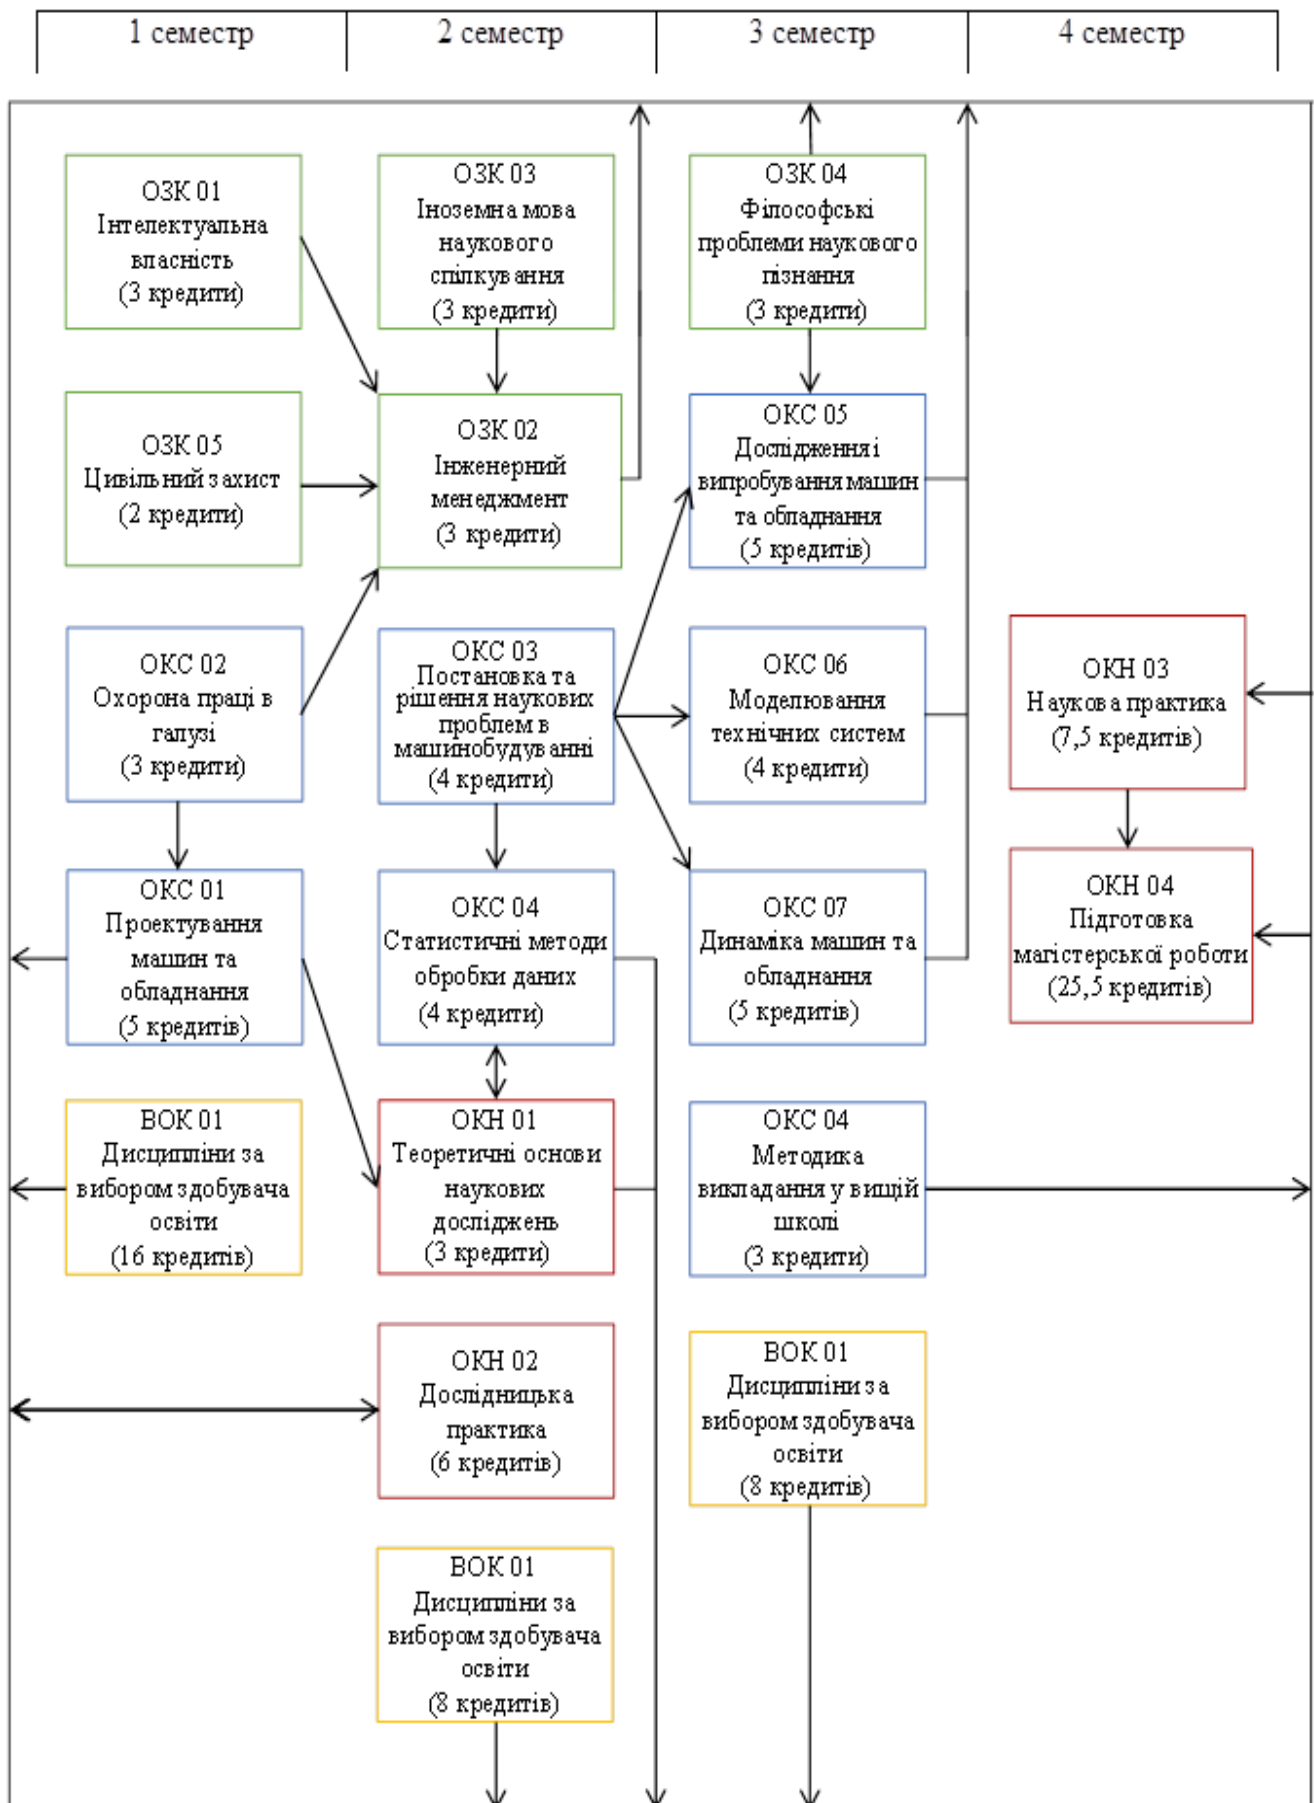 1 семестр
2 семестр
3 семестр
4 семестр
ОЗК 01
Інтелектуальна
власність
(3 кредити)
ОЗК 03
Іноземна мова
наукового
спілкування
(3 кредити)
ОЗК 04
Філософські
проблеми наукового
пізнання
(3 кредити)
ОЗК 05
Цивільний захист
(2 кредити)
ОЗК 02
Інженерний
менеджмент
(3 кредити)
ОКС 05
Дослідження і
випробування машин
та обладнання
(5 кредитів)
ОКС 02
Охорона праці в
галузі
(3 кредити)
ОКС 03
Постановка та
рішення наукових
проблем в
машинобудуванні
(4 кредити)
ОКС 06
Моделювання
технічних систем
(4 кредити)
ОКН 03
Наукова практика
(7,5 кредитів)
ОКС 01
Проектування
машин та
обладнання
(5 кредитів)
ОКС 04
Статистичні методи
обробки даних
(4 кредити)
ОКС 07
Динаміка машин та
обладнання
(5 кредитів)
ОКН 04
Підготовка
магістерської роботи
(25,5 кредитів)
ВОК 01
Дисципліни за
вибором здобувача
освіти
(16 кредитів)
ОКН 01
Теоретичні основи
наукових
досліджень
(3 кредити)
ОКС 04
Методика
викладання у вищій
школі
(3 кредити)
ОКН 02
Дослідницька
практика
(6 кредитів)
ВОК 01
Дисципліни за
вибором здобувача
освіти
(8 кредитів)
ВОК 01
Дисципліни за
вибором здобувача
освіти
(8 кредитів)